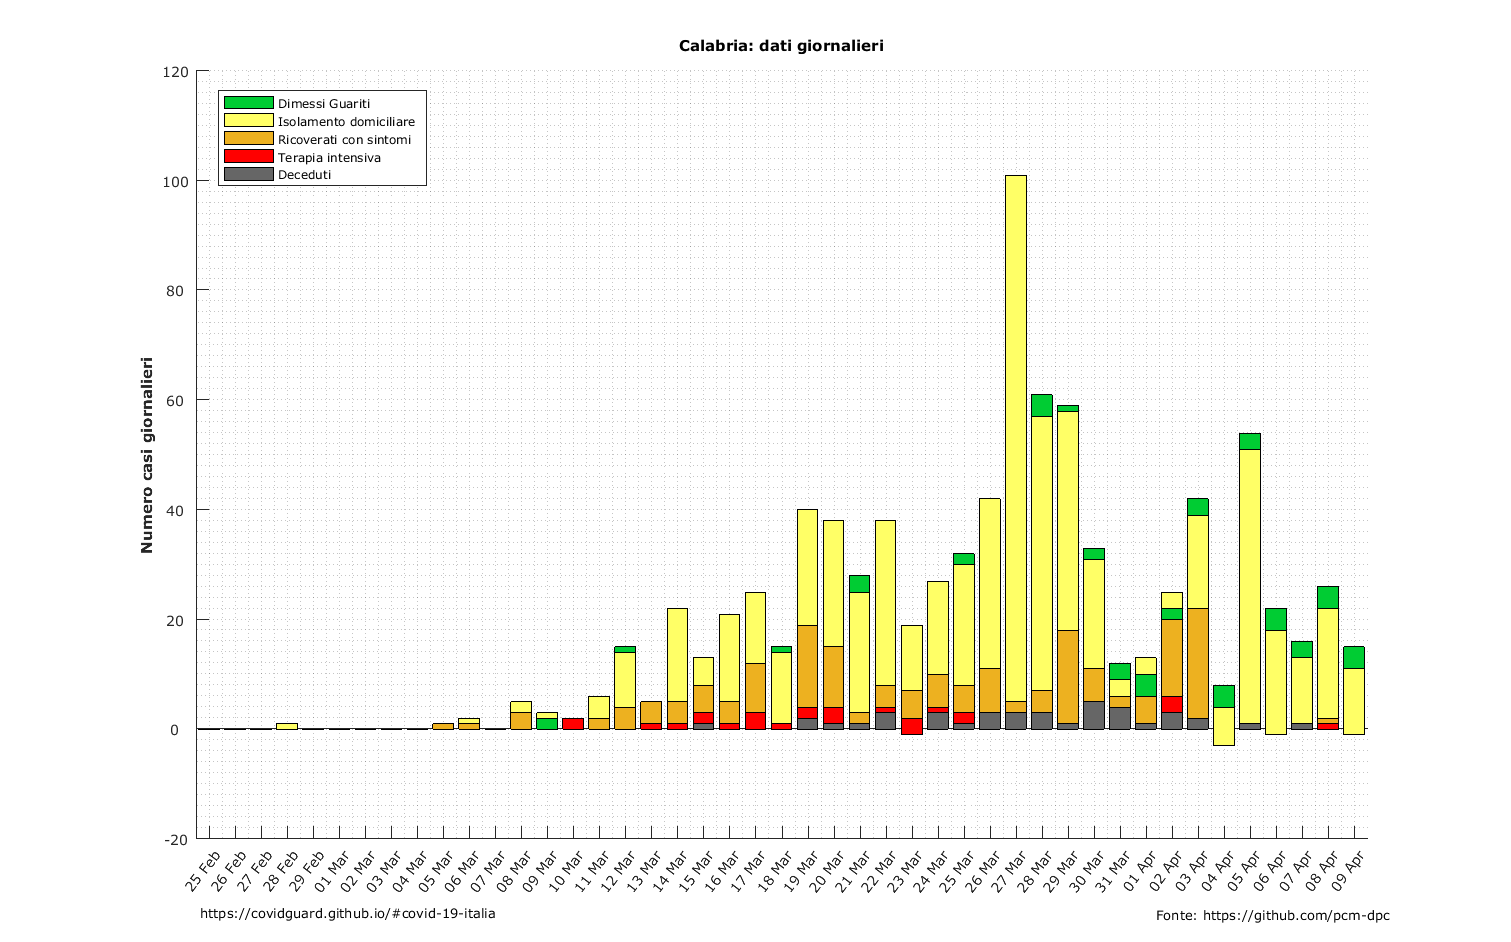 Calabria: dati giornalieri
120
100
80
60
40
20
0
-20
Numero casi giornalieri
Dimessi Guariti
Isolamento domiciliare
Ricoverati con sintomi
Terapia intensiva
Deceduti
25 Feb
26 Feb
27 Feb
28 Feb
29 Feb
01 Mar
02 Mar
03 Mar
04 Mar
05 Mar
06 Mar
07 Mar
08 Mar
09 Mar
10 Mar
11 Mar
12 Mar
13 Mar
14 Mar
15 Mar
16 Mar
17 Mar
18 Mar
19 Mar
20 Mar
21 Mar
22 Mar
23 Mar
24 Mar
25 Mar
26 Mar
27 Mar
28 Mar
29 Mar
30 Mar
31 Mar
01 Apr
02 Apr
03 Apr
04 Apr
05 Apr
06 Apr
07 Apr
08 Apr
09 Apr
https://covidguard.github.io/#covid-19-italia
Fonte: https://github.com/pcm-dpc